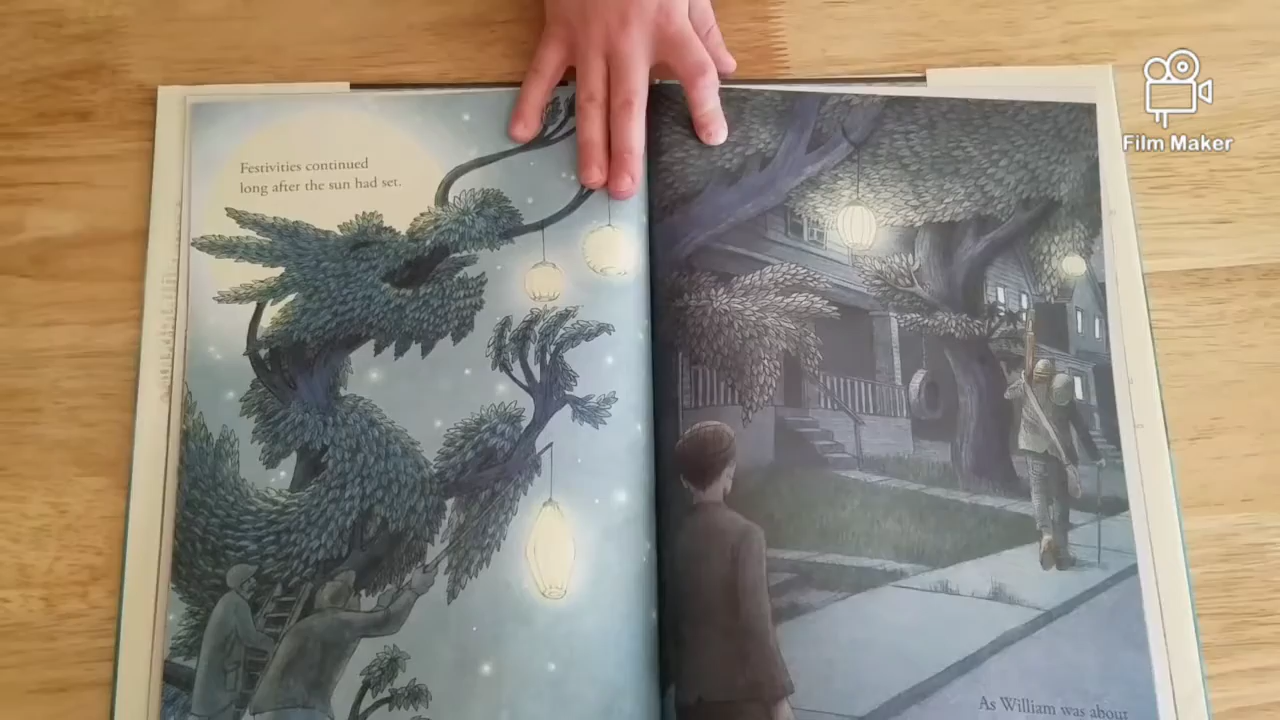 Festivities continued
long after the sun had set.
As William was about
Film Maker